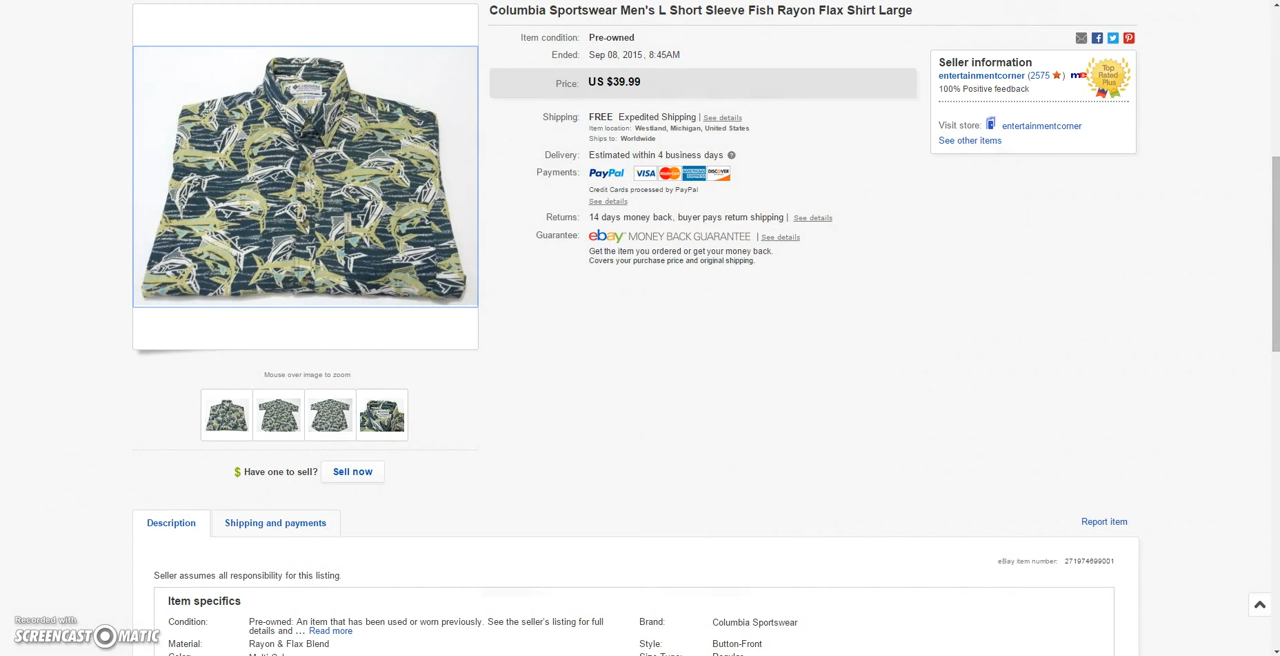 Columbia Sportswear Men's L Short Sleeve Fish Rayon Flax Shirt Large
Item condition: Pre-owned
Ended: Sep 08, 2015, 8:45AM
Price: US $39.99
Shipping: FREE Expedited Shipping | See details
Item location: Westland, Michigan, United States
Ships to: Worldwide
Delivery: Estimated within 4 business days
Payments: PayPal VISA MasterCard AMERICAN EXPRESS DISCOVER
Credit Cards processed by PayPal
See details
Returns: 14 days money back, buyer pays return shipping | See details
Guarantee: ebay MONEY BACK GUARANTEE | See details
Get the item you ordered or get your money back.
Covers your purchase price and original shipping.
Seller information
entertainmentcorner (2575 ) me
100% Positive feedback
Top
Rated
Plus
Visit store: entertainmentcorner
See other items
Mouse over image to zoom
$ Have one to sell? Sell now
Description
Shipping and payments
Report item
eBay item number: 271974699001
Seller assumes all responsibility for this listing.
Item specifics
Condition: Pre-owned: An item that has been used or worn previously. See the seller's listing for full
details and ... Read more
Brand: Columbia Sportswear
Material: Rayon & Flax Blend
Style: Button-Front
Recorded with
SCREENCAST-O-MATIC